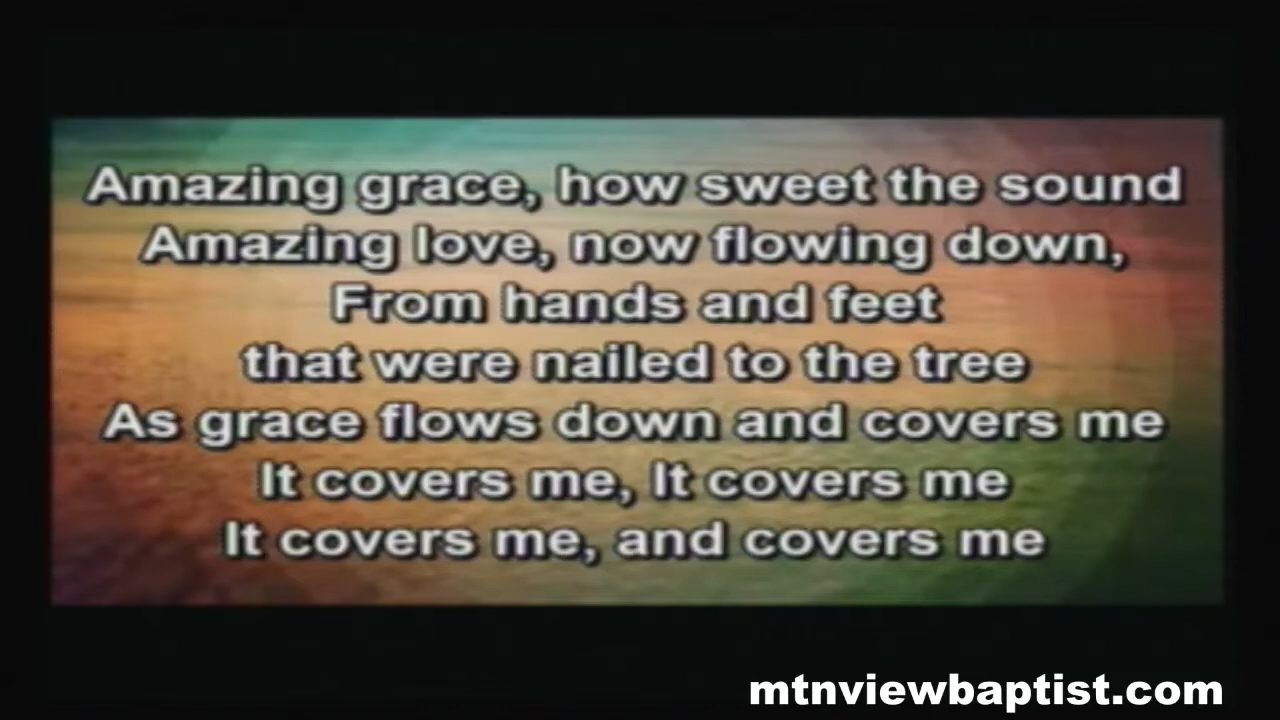 Amazing grace, how sweet the sound
Amazing love, now flowing down,
From hands and feet
that were nailed to the tree
As grace flows down and covers me
It covers me, It covers me
It covers me, and covers me
mtnviewbaptist.com